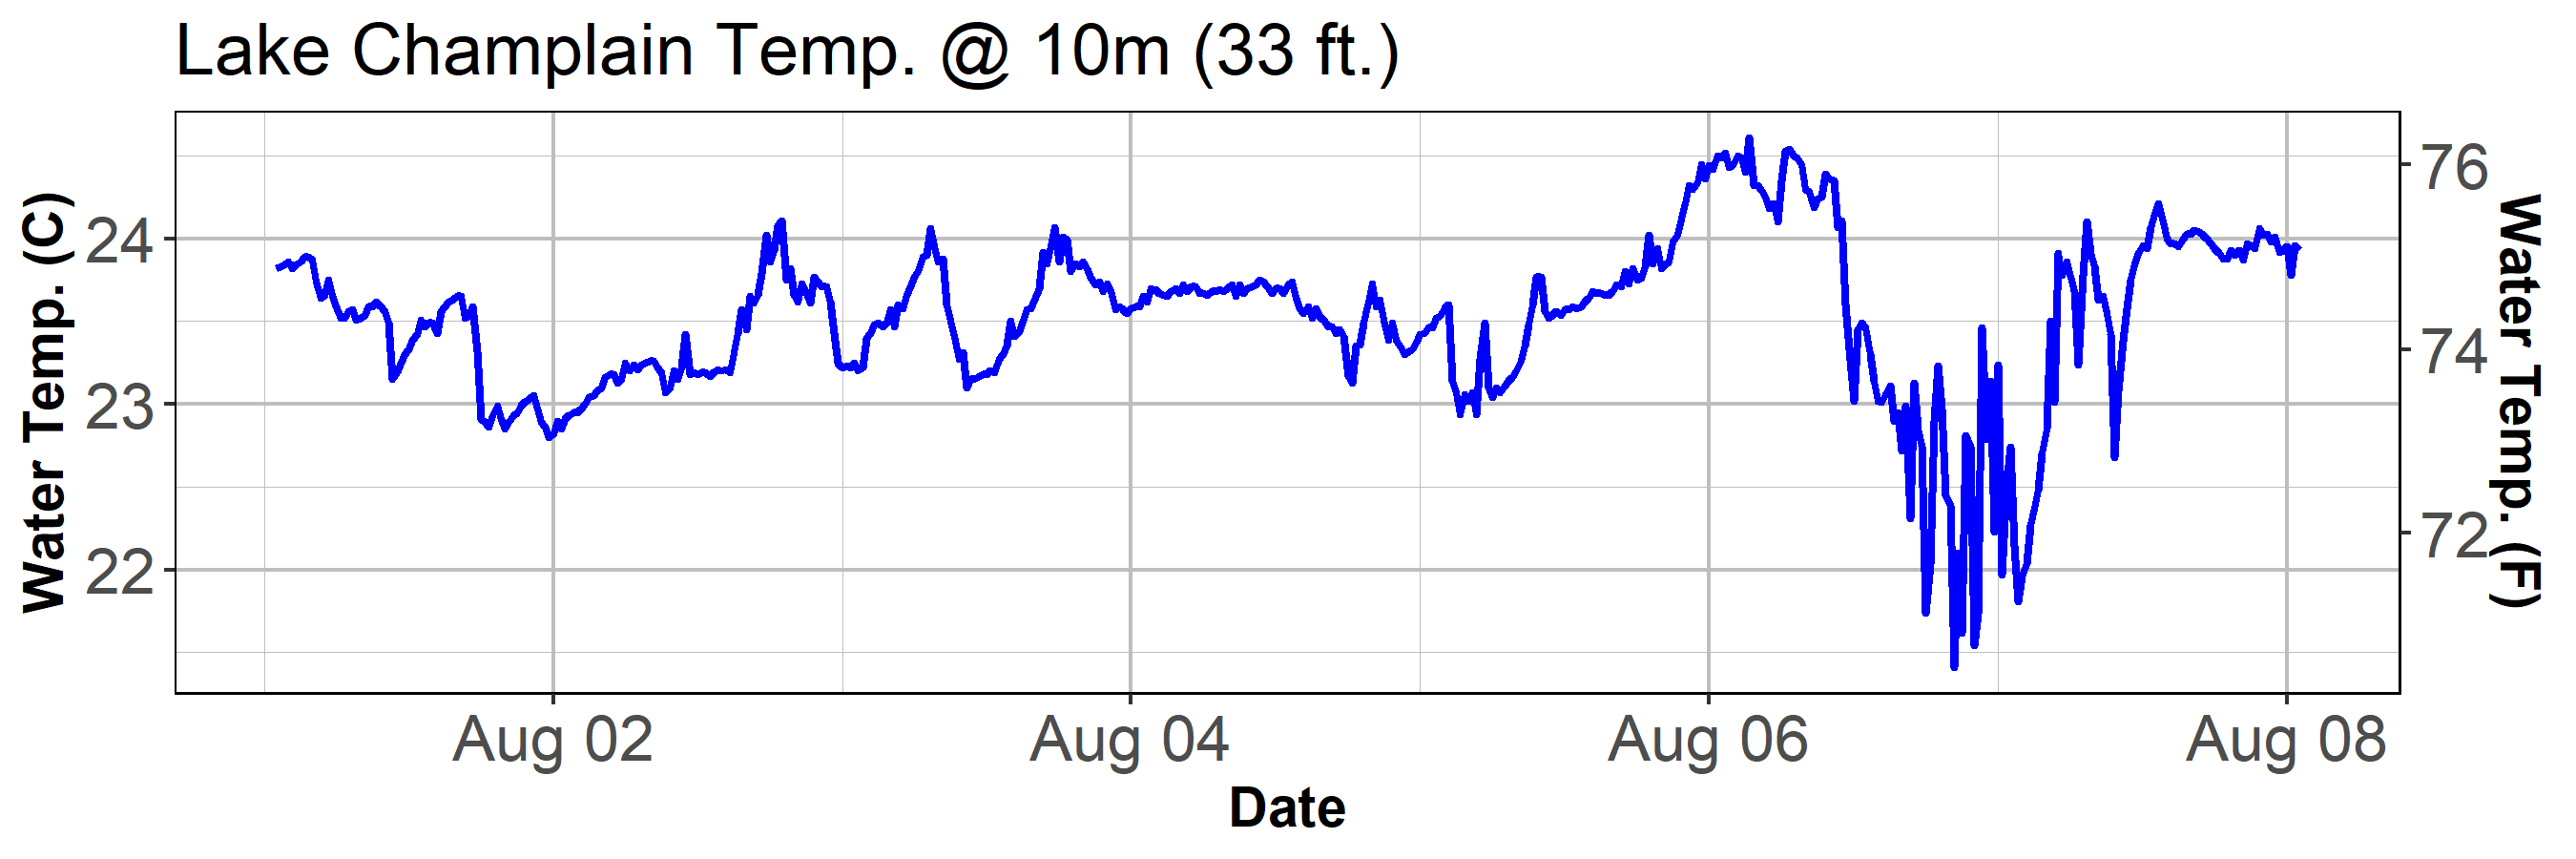 Lake Champlain Temp. @ 10m (33 ft.)
Water Temp. (C)
24
23
22
76
74
72
Water Temp. (F)
Aug 02
Aug 04
Aug 06
Aug 08
Date